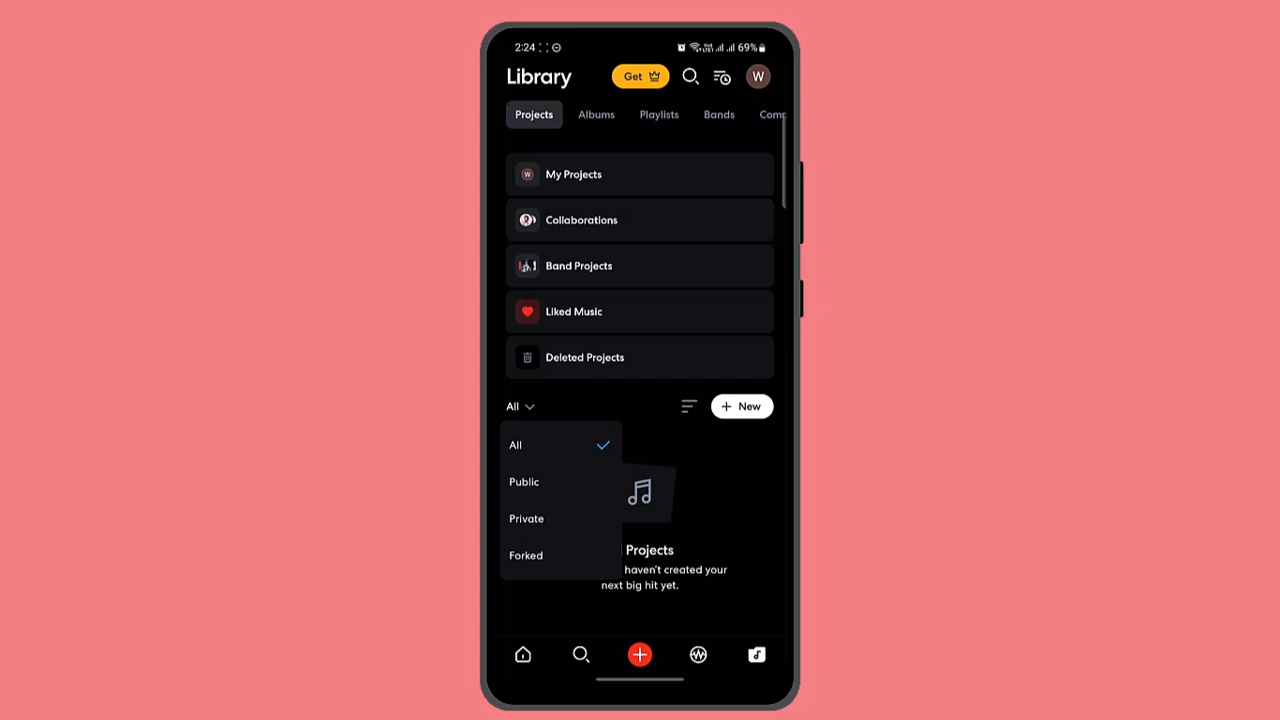 2:24 69%
Library Get W
Projects Albums Playlists Bands Comp
W My Projects
Collaborations
Band Projects
Liked Music
Deleted Projects
All + New
All
Public
Private
Forked
Projects
haven't created your
next big hit yet.